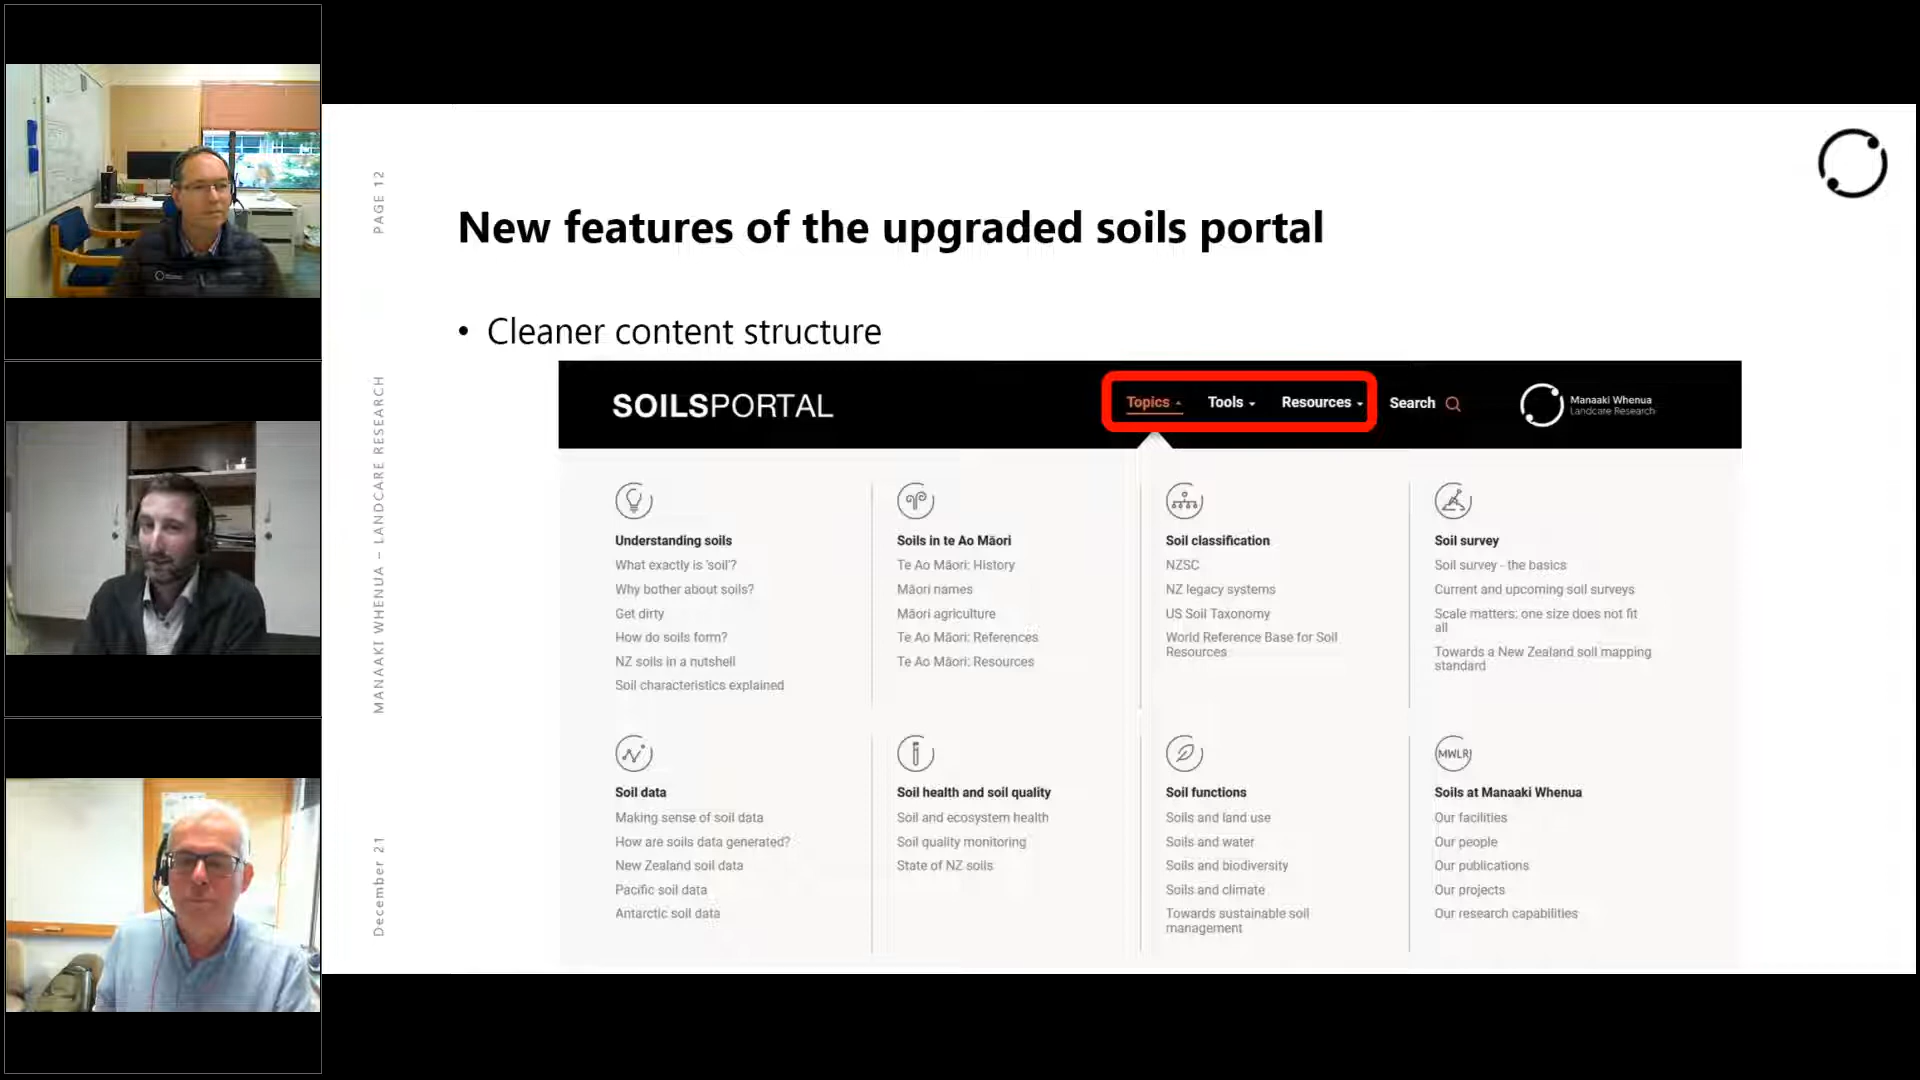 PAGE 12
MANAAKI WHENUA – LANDCARE RESEARCH
December 21
New features of the upgraded soils portal
• Cleaner content structure
SOILSPORTAL
Topics
Tools
Resources
Search
Manaaki Whenua
Landcare Research
Understanding soils
What exactly is 'soil'?
Why bother about soils?
Get dirty
How do soils form?
NZ soils in a nutshell
Soil characteristics explained
Soils in te Ao Māori
Te Ao Māori: History
Māori names
Māori agriculture
Te Ao Māori: References
Te Ao Māori: Resources
Soil classification
NZSC
NZ legacy systems
US Soil Taxonomy
World Reference Base for Soil
Resources
Soil survey
Soil survey - the basics
Current and upcoming soil surveys
Scale matters: one size does not fit
all
Towards a New Zealand soil mapping
standard
Soil data
Making sense of soil data
How are soils data generated?
New Zealand soil data
Pacific soil data
Antarctic soil data
Soil health and soil quality
Soil and ecosystem health
Soil quality monitoring
State of NZ soils
Soil functions
Soils and land use
Soils and water
Soils and biodiversity
Soils and climate
Towards sustainable soil
management
MWLR
Soils at Manaaki Whenua
Our facilities
Our people
Our publications
Our projects
Our research capabilities